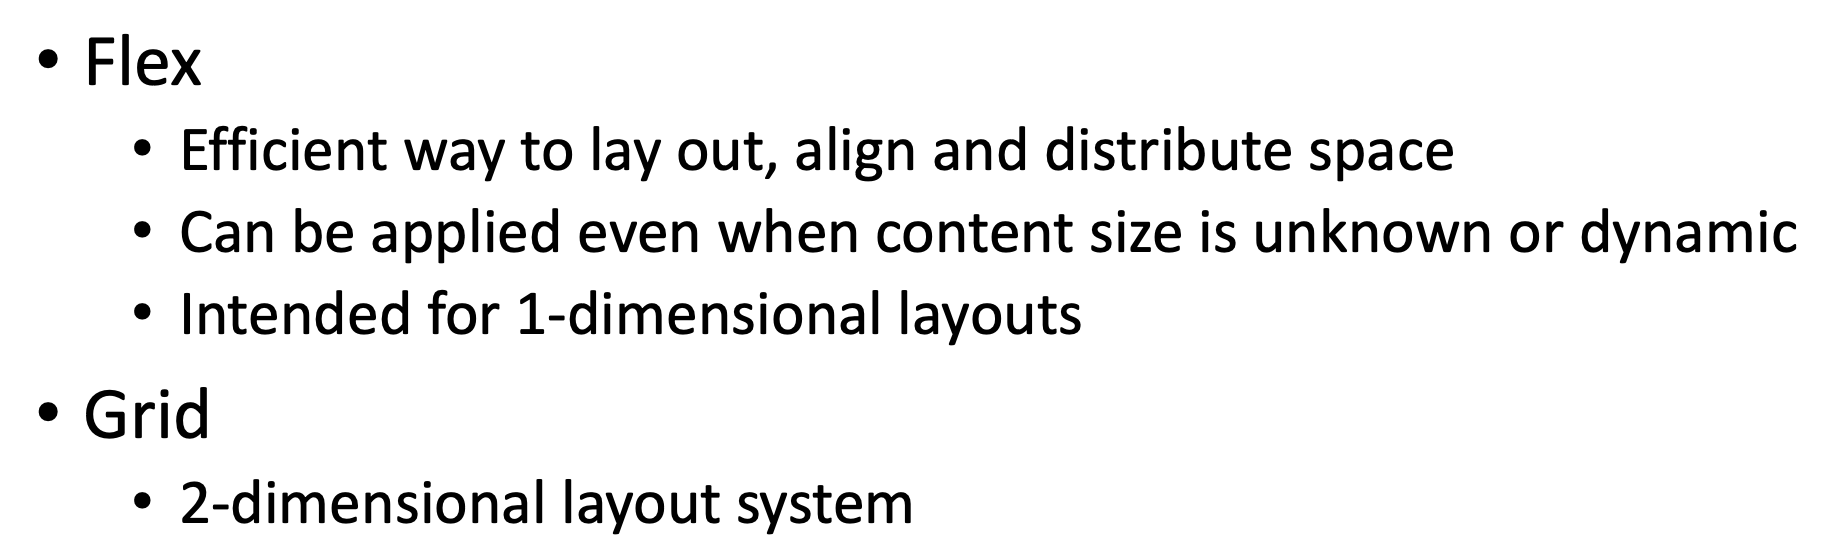 • Flex
• Efficient way to lay out, align and distribute space
• Can be applied even when content size is unknown or dynamic
• Intended for 1-dimensional layouts
• Grid
• 2-dimensional layout system